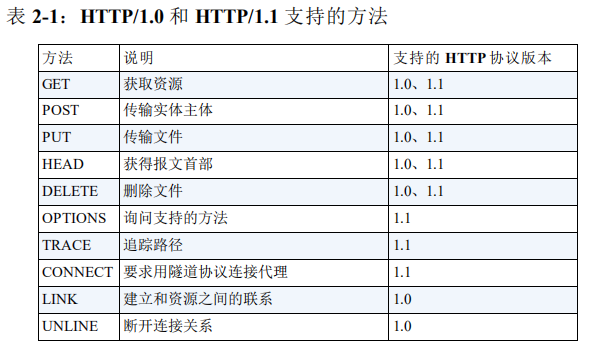 表 2-1：HTTP/1.0 和 HTTP/1.1 支持的方法
方法 说明 支持的 HTTP 协议版本
GET 获取资源 1.0、1.1
POST 传输实体主体 1.0、1.1
PUT 传输文件 1.0、1.1
HEAD 获得报文首部 1.0、1.1
DELETE 删除文件 1.0、1.1
OPTIONS 询问支持的方法 1.1
TRACE 追踪路径 1.1
CONNECT 要求用隧道协议连接代理 1.1
LINK 建立和资源之间的联系 1.0
UNLINE 断开连接关系 1.0